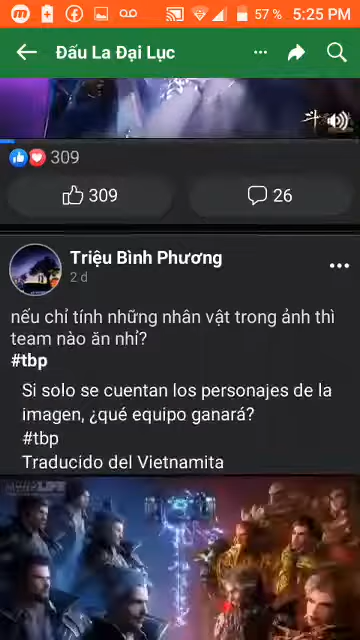 57 % 5:25 PM
Đấu La Đại Lục
斗
309
309
26
Triệu Bình Phương
2 d
nếu chỉ tính những nhân vật trong ảnh thì
team nào ăn nhỉ?
#tbp
Si solo se cuentan los personajes de la
imagen, ¿qué equipo ganará?
#tbp
Traducido del Vietnamita